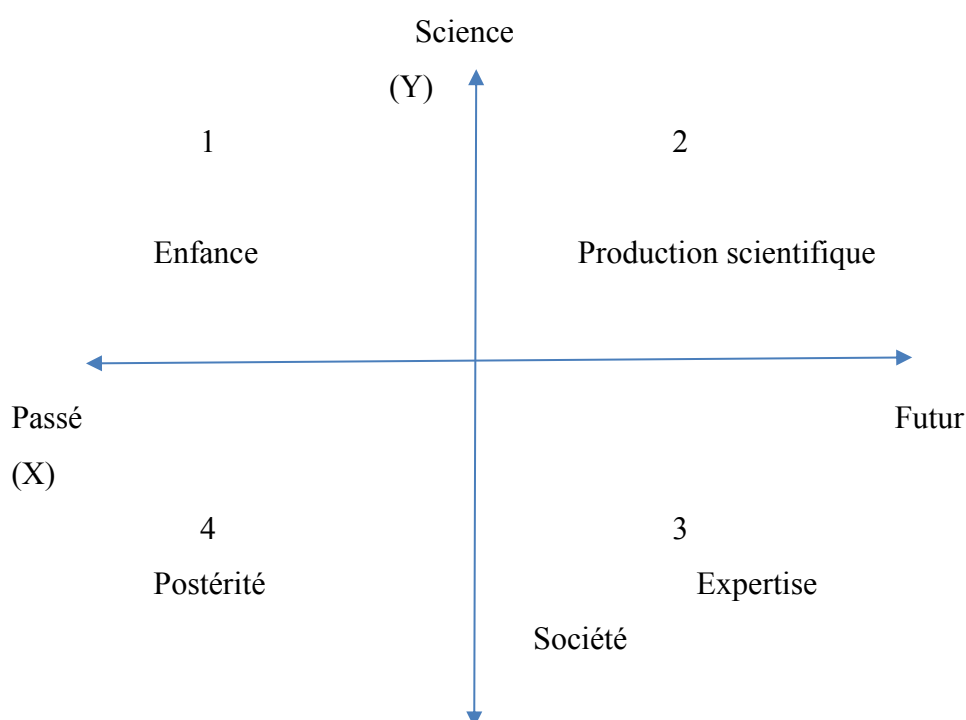 Science
(Y)
1 2
Enfance Production scientifique
Passé Futur
(X)
4 3
Postérité Expertise
Société